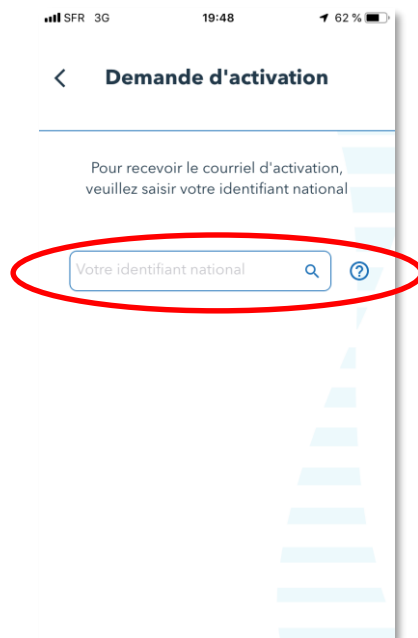 SFR 3G 19:48 62 %
Demande d'activation
Pour recevoir le courriel d'activation,
veuillez saisir votre identifiant national
Votre identifiant national